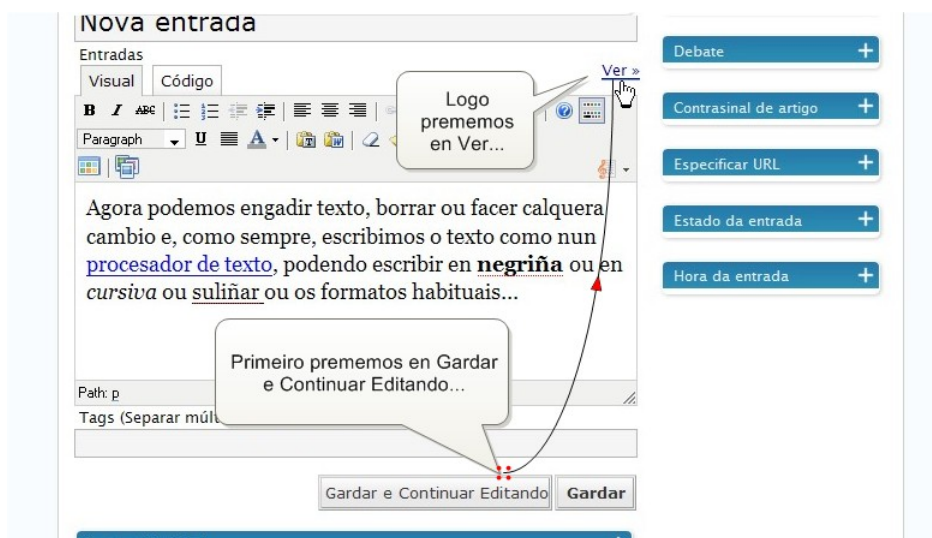 Nova entrada
Entradas
Visual
Código
Ver »
Logo
prememos
en Ver...
B I ABC
Paragraph
U A
Agora podemos engadir texto, borrar ou facer calquera
cambio e, como sempre, escribimos o texto como nun
procesador de texto, podendo escribir en negriña ou en
cursiva ou suliñar ou os formatos habituais...
Primeiro prememos en Gardar
e Continuar Editando...
Path: p
Tags (Separar
Gardar e Continuar Editando
Gardar
Debate
Contrasinal de artigo
Especificar URL
Estado da entrada
Hora da entrada